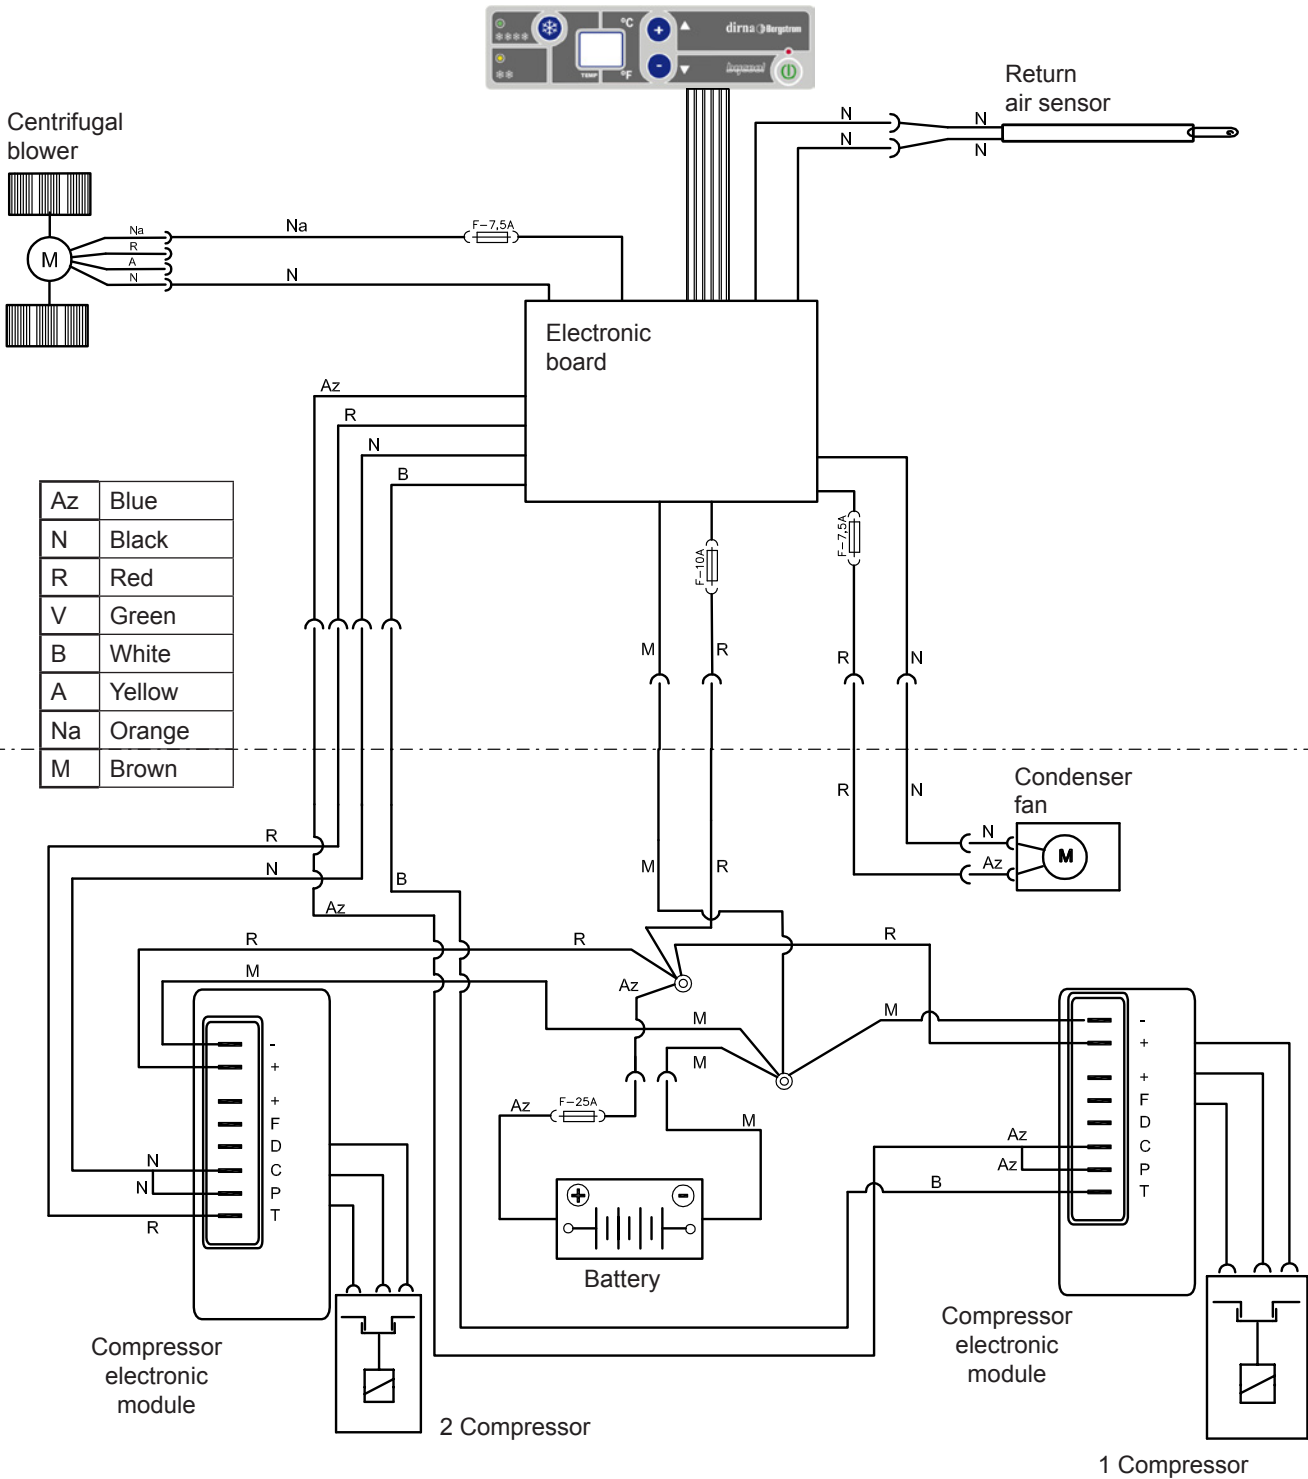 °C
+
dirna Bergstrom
TEMP
°F
-
Return
air sensor
N
N
N
N
Centrifugal
blower
Na
R
A
N
M
Na
F-7,5A
N
Electronic
board
Az
R
N
B
Az Blue
N Black
R Red
V Green
B White
A Yellow
Na Orange
M Brown
F-10A
F-7,5A
M
R
R
N
R
N
Condenser
fan
N
Az
M
R
N
B
Az
M
R
R
R
R
M
Az
M
M
M
Az
F-25A
M
-
+
+
F
D
C
P
T
N
N
R
-
+
+
F
D
C
P
T
Az
Az
B
+
-
Battery
Compressor
electronic
module
2 Compressor
Compressor
electronic
module
1 Compressor